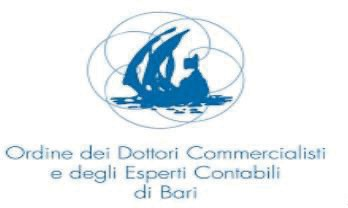 Ordine dei Dottori Commercialisti
e degli Esperti Contabili
di Bari